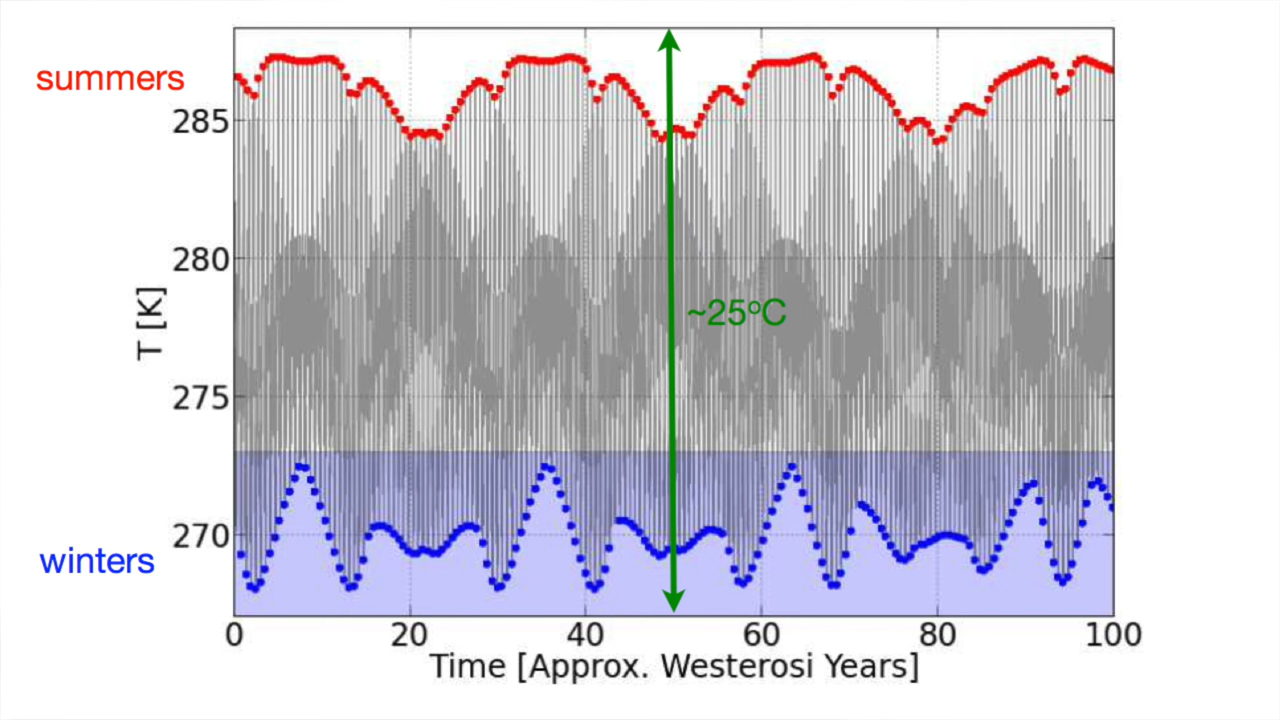 summers
285
280
~25°C
T [K]
275
270
winters
0 20 40 60 80 100
Time [Approx. Westerosi Years]